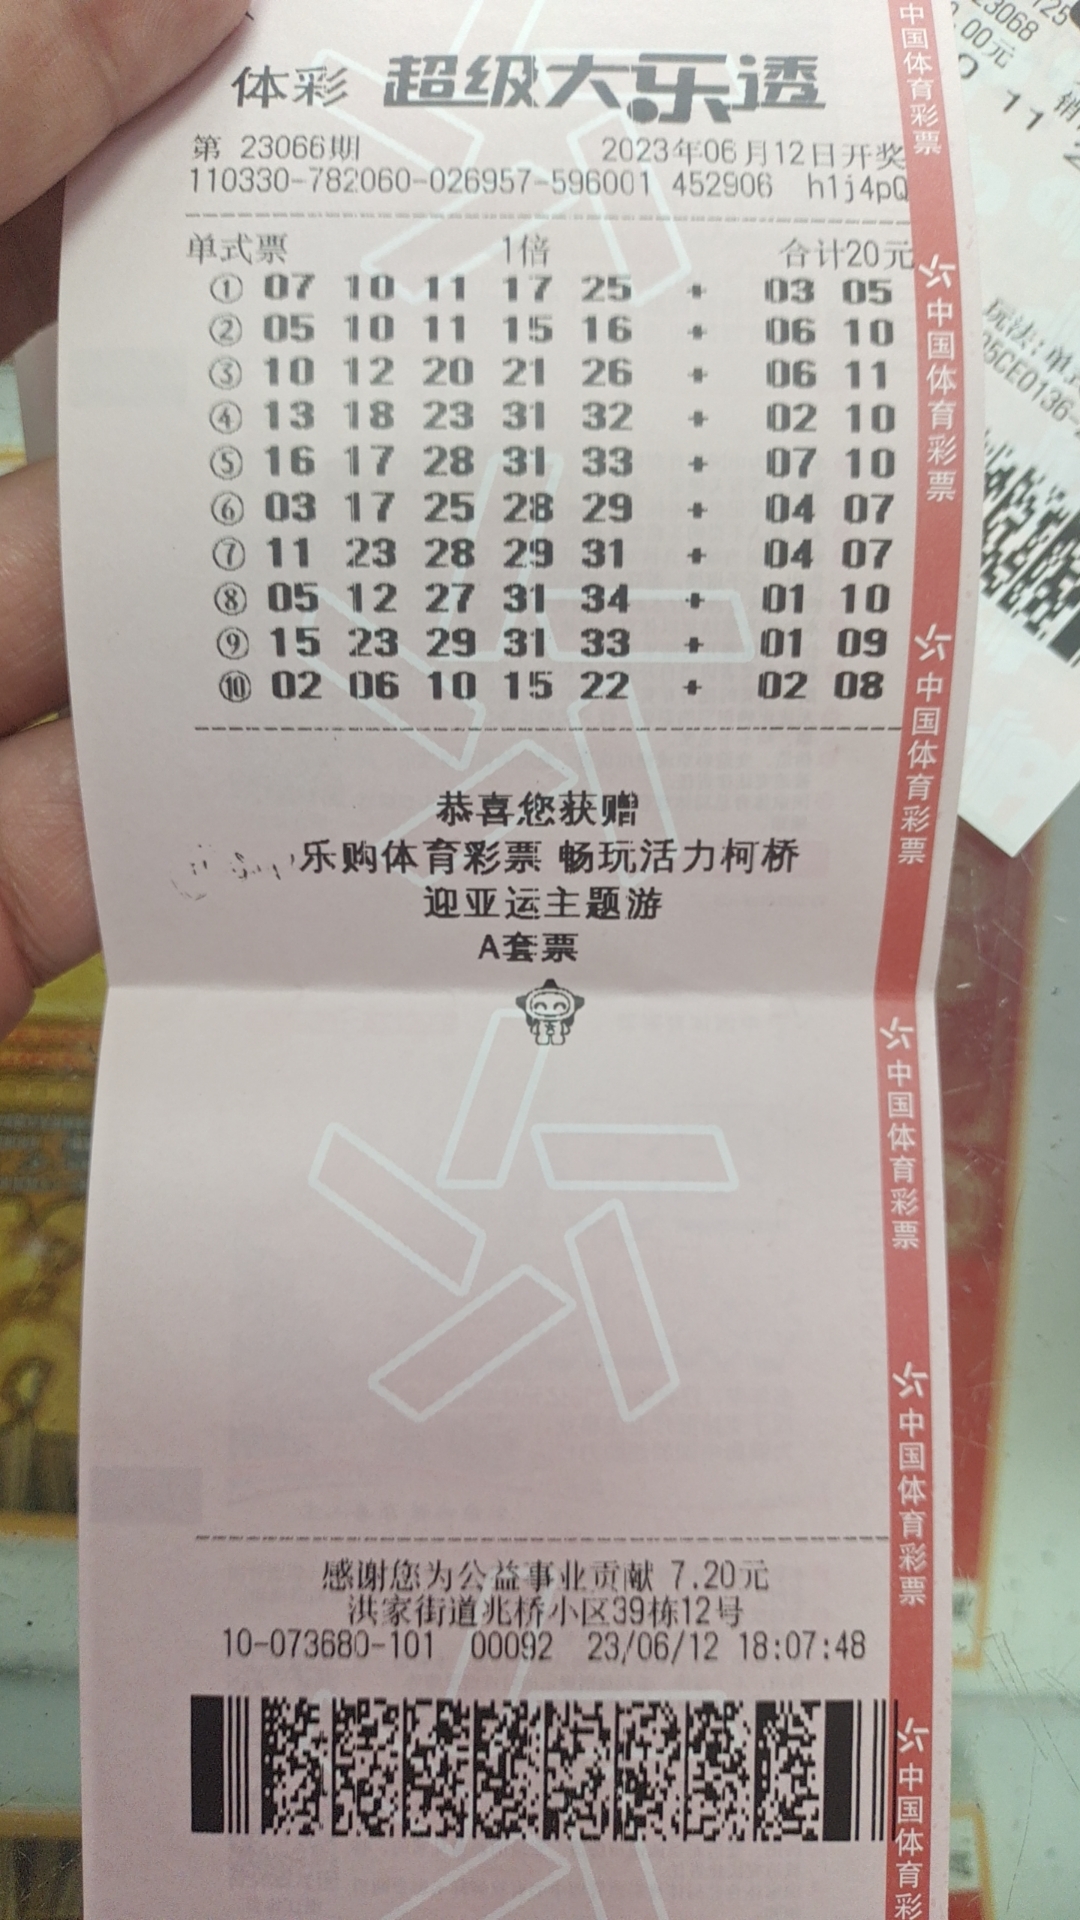 体彩 超级大乐透
第 23066期 2023年06月12日开奖
110330-782060-026957-596001 452906 h1j4pQ
单式票 1倍 合计20元
① 07 10 11 17 25 + 03 05
② 05 10 11 15 16 + 06 10
③ 10 12 20 21 26 + 06 11
④ 13 18 23 31 32 + 02 10
⑤ 16 17 28 31 33 + 07 10
⑥ 03 17 25 28 29 + 04 07
⑦ 11 23 28 29 31 + 04 07
⑧ 05 12 27 31 34 + 01 10
⑨ 15 23 29 31 33 + 01 09
⑩ 02 06 10 15 22 + 02 08
恭喜您获赠
乐购体育彩票 畅玩活力柯桥
迎亚运主题游
A套票
感谢您为公益事业贡献 7.20元
洪家街道兆桥小区39栋12号
10-073680-101 00092 23/06/12 18:07:48
中国体育彩票
中国体育彩票
中国体育彩票
中国体育彩票
中国体育彩票
中国体育彩
23068
.00元
11
玩法:单
05CE0136-